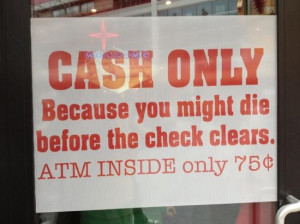 CASH ONLY
Because you might die
before the check clears.
ATM INSIDE only 75¢